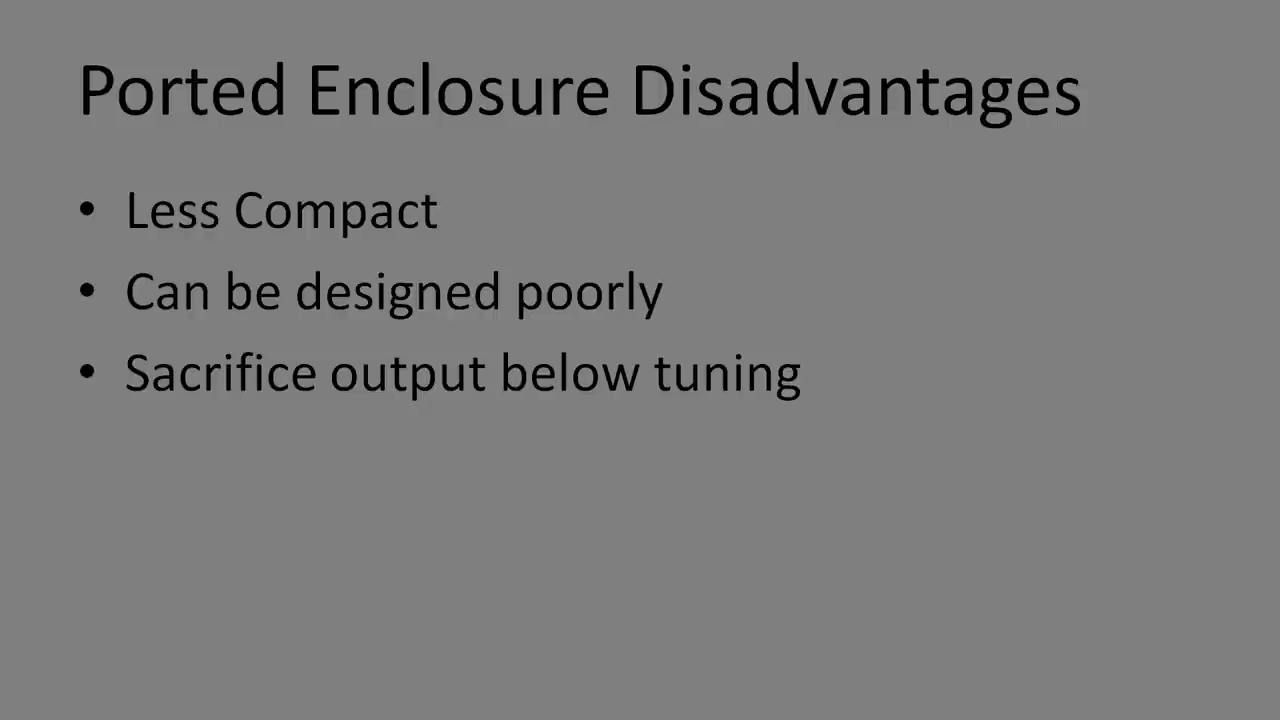 Ported Enclosure Disadvantages
• Less Compact
• Can be designed poorly
• Sacrifice output below tuning